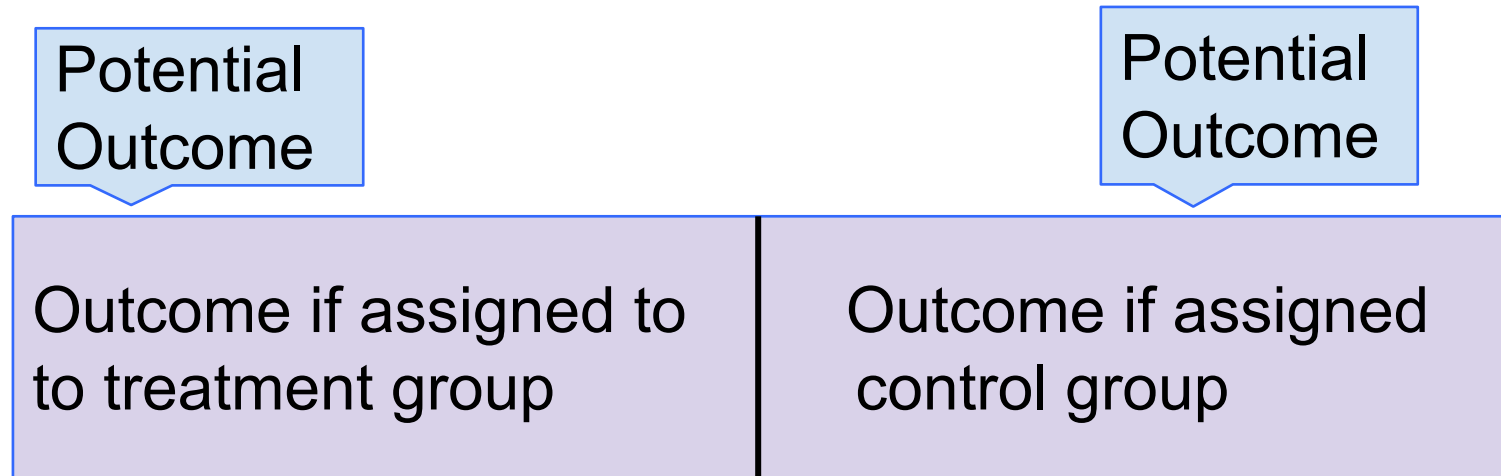 Potential
Outcome
Potential
Outcome
Outcome if assigned to
to treatment group
Outcome if assigned
control group